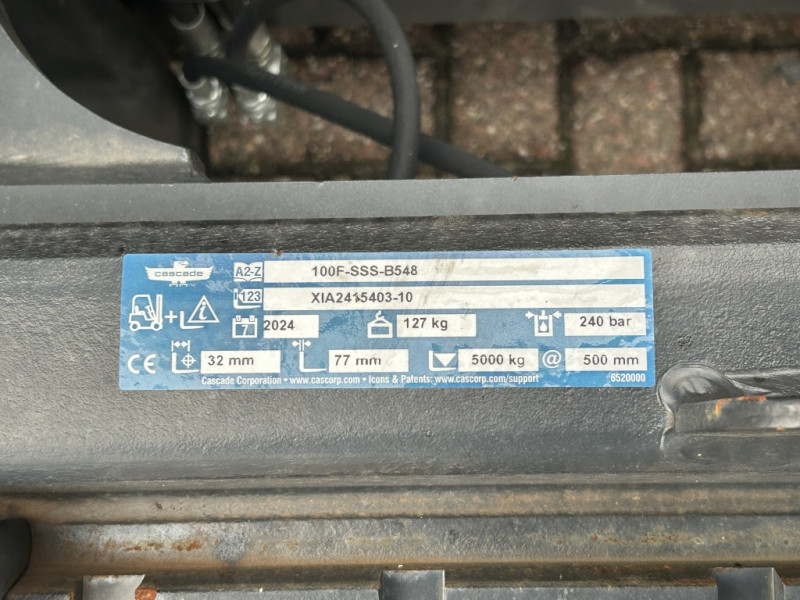 cascade
A2-Z 100F-SSS-B548
123 XIA2415403-10
7 2024 127 kg 240 bar
CE 32 mm 77 mm 5000 kg @ 500 mm
Cascade Corporation • www.cascorp.com • Icons & Patents: www.cascorp.com/support 6520000